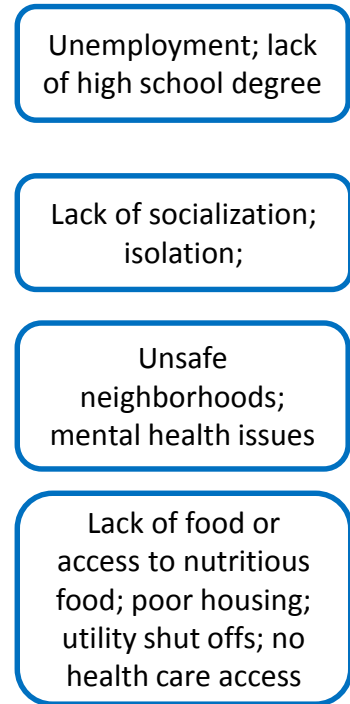 Unemployment; lack
of high school degree
Lack of socialization;
isolation;
Unsafe
neighborhoods;
mental health issues
Lack of food or
access to nutritious
food; poor housing;
utility shut offs; no
health care access